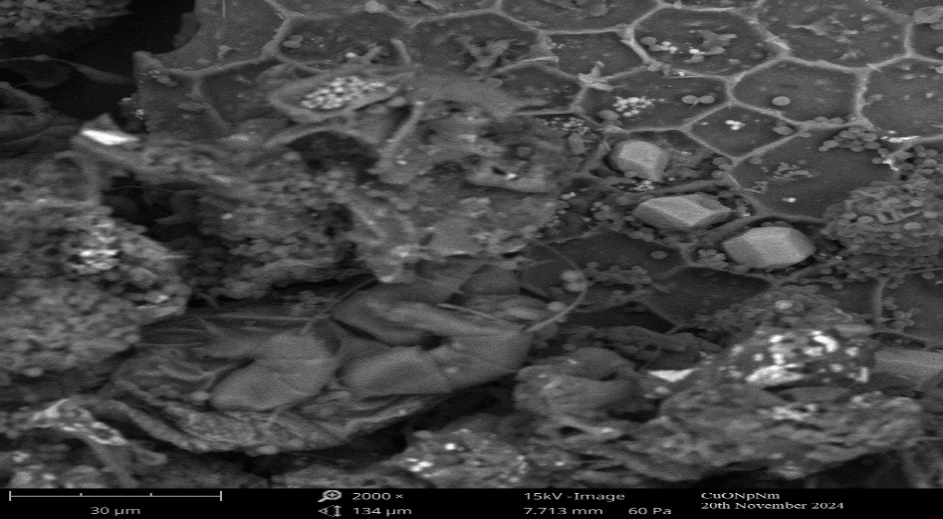 2000 ×
134 µm
30 µm
15kV - Image
7.713 mm 60 Pa
CuONpNm
20th November 2024